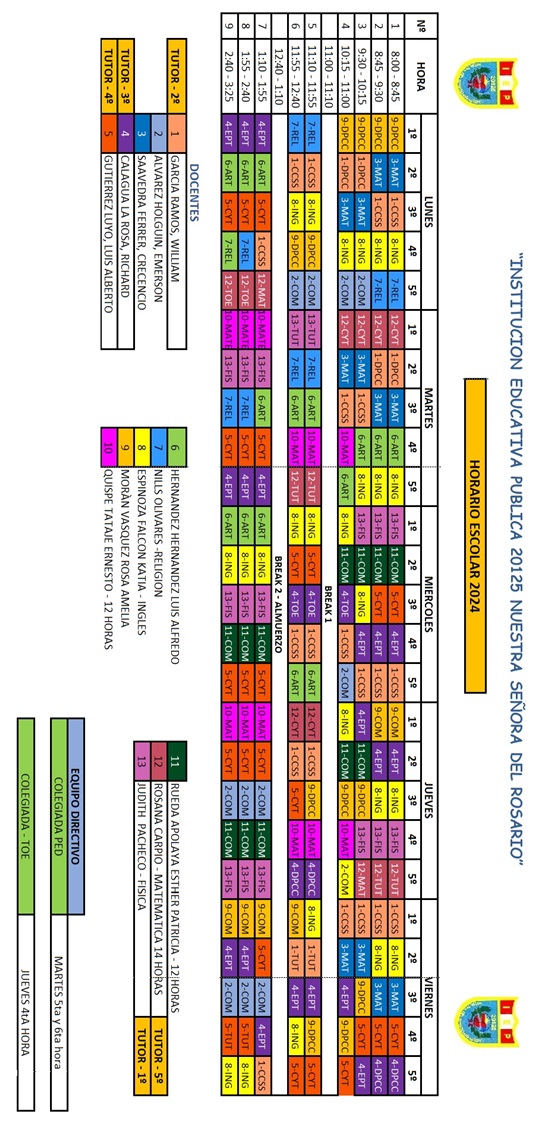 "INSTITUCION EDUCATIVA PUBLICA 20125 NUESTRA SEÑORA DEL ROSARIO"
HORARIO ESCOLAR 2024
Nº HORA LUNES MARTES MIERCOLES JUEVES VIERNES
1º 2º 3º 4º 5º 1º 2º 3º 4º 5º 1º 2º 3º 4º 5º 1º 2º 3º 4º 5º 1º 2º 3º 4º 5º
1 8:00 - 8:45 9-DPCC 3-MAT 1-CCSS 8-ING 7-REL 12-CYT 1-DPCC 3-MAT 6-ART 8-ING 13-FIS 11-COM 5-CYT 4-EPT 1-CCSS 9-COM 4-EPT 8-ING 13-FIS 12-TUT 1-CCSS 8-ING 3-MAT 5-CYT 4-DPCC
2 8:45 - 9:30 9-DPCC 3-MAT 1-CCSS 8-ING 7-REL 12-CYT 1-DPCC 3-MAT 6-ART 8-ING 13-FIS 11-COM 5-CYT 4-EPT 1-CCSS 9-COM 4-EPT 8-ING 13-FIS 12-TUT 1-CCSS 8-ING 3-MAT 5-CYT 4-DPCC
3 9:30 - 10:15 9-DPCC 1-DPCC 3-MAT 8-ING 2-COM 12-CYT 3-MAT 1-CCSS 6-ART 8-ING 13-FIS 11-COM 8-ING 4-EPT 1-CCSS 4-EPT 11-COM 9-DPCC 13-FIS 12-MAT 1-CCSS 3-MAT 9-DPCC 5-CYT 4-EPT
4 10:15 - 11:00 9-DPCC 1-DPCC 3-MAT 8-ING 2-COM 12-CYT 3-MAT 1-CCSS 10-MAT 6-ART 8-ING 11-COM 4-TOE 1-CCSS 2-COM 8-ING 11-COM 9-DPCC 10-MAT 2-COM 1-CCSS 3-MAT 4-EPT 9-DPCC 5-CYT
11:00 - 11:10 BREAK 1
5 11:10 - 11:55 7-REL 1-CCSS 8-ING 9-DPCC 2-COM 13-TUT 7-REL 6-ART 10-MAT 12-TUT 8-ING 5-CYT 4-TOE 1-CCSS 6-ART 12-CYT 1-CCSS 9-DPCC 10-MAT 4-DPCC 8-ING 1-TUT 4-EPT 9-DPCC 5-CYT
6 11:55 - 12:40 7-REL 1-CCSS 8-ING 9-DPCC 2-COM 13-TUT 7-REL 6-ART 10-MAT 12-TUT 8-ING 5-CYT 4-TOE 1-CCSS 6-ART 12-CYT 1-CCSS 5-CYT 10-MAT 4-DPCC 9-COM 1-TUT 4-EPT 8-ING 5-CYT
12:40 - 1:10 BREAK 2 - ALMUERZO
7 1:10 - 1:55 4-EPT 6-ART 5-CYT 1-CCSS 12-MAT 10-MATE 13-FIS 6-ART 5-CYT 4-EPT 6-ART 8-ING 13-FIS 11-COM 5-CYT 10-MAT 5-CYT 2-COM 11-COM 13-FIS 9-COM 5-CYT 2-COM 4-EPT 1-CCSS
8 1:55 - 2:40 4-EPT 6-ART 5-CYT 7-REL 12-TOE 10-MATE 13-FIS 7-REL 5-CYT 4-EPT 6-ART 8-ING 13-FIS 11-COM 5-CYT 10-MAT 5-CYT 2-COM 11-COM 13-FIS 9-COM 4-EPT 2-COM 5-TUT 8-ING
9 2:40 - 3:25 4-EPT 6-ART 5-CYT 7-REL 12-TOE 10-MATE 13-FIS 7-REL 5-CYT 4-EPT 6-ART 8-ING 13-FIS 11-COM 5-CYT 10-MAT 5-CYT 2-COM 11-COM 13-FIS 9-COM 4-EPT 2-COM 5-TUT 8-ING
DOCENTES
TUTOR - 2º 1 GARCIA RAMOS, WILLIAM
2 ALVAREZ HOLGUIN, EMERSON
3 SAAVEDRA FERRER, CRECENCIO
TUTOR - 3º 4 CALAGUA LA ROSA, RICHARD
TUTOR - 4º 5 GUTIERREZ LUYO, LUIS ALBERTO
6 HERNANDEZ HERNANDEZ LUIS ALFREDO
7 NILLS OLIVARES -RELIGION
8 ESPINOZA FALCON KATIN - INGLES
9 MORÀN VASQUEZ ROSA AMELIA
10 QUISPE TATAJE ERNESTO - 12 HORAS
11 RUEDA APOLAYA ESTHER PATRICIA - 12HORAS
12 ROSANA CARPIO - MATEMATICA 14 HORAS TUTOR - 5º
13 JUDITH PACHECO - FISICA TUTOR - 1º
EQUIPO DIRECTIVO
COLEGIADA PED MARTES 5ta y 6ta hora
COLEGIADA - TOE JUEVES 4tA HORA